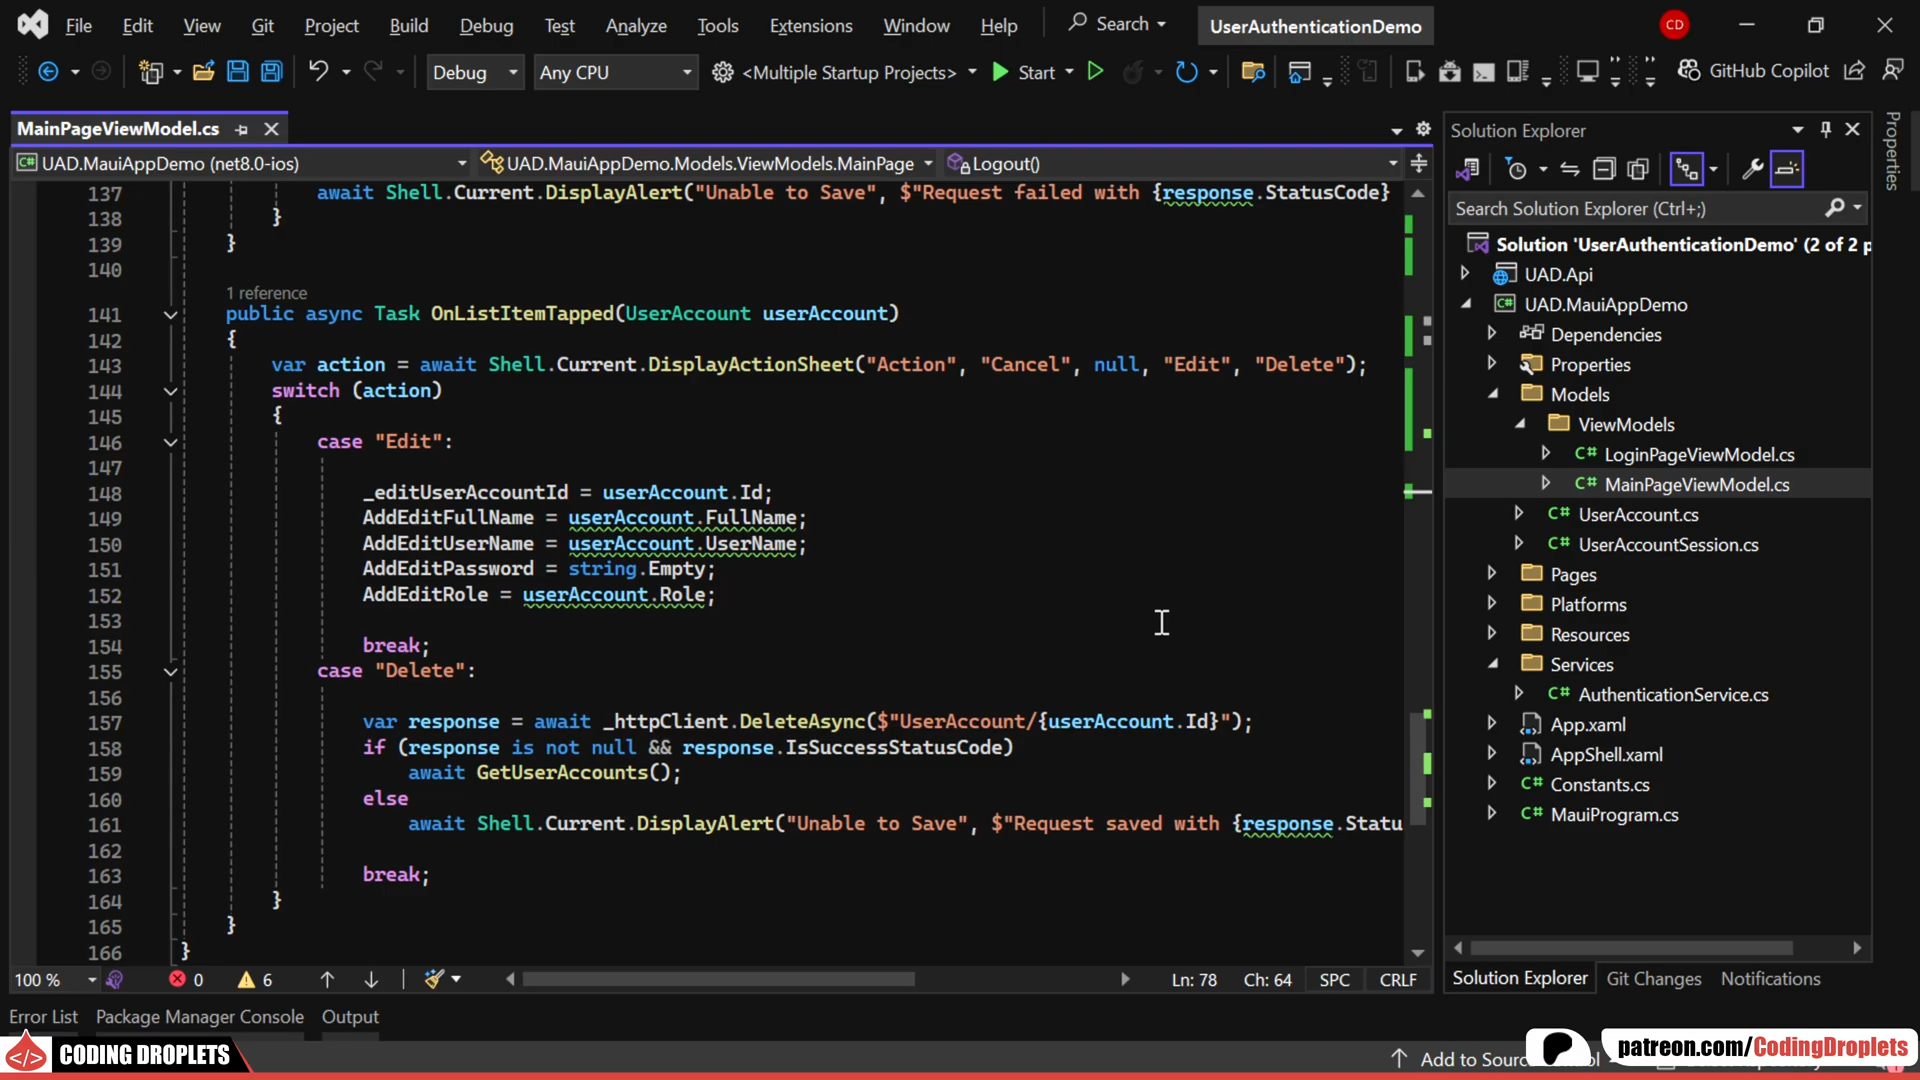 File Edit View Git Project Build Debug Test Analyze Tools Extensions Window Help Search UserAuthenticationDemo CD
Debug Any CPU <Multiple Startup Projects> Start GitHub Copilot
MainPageViewModel.cs
UAD.MauiAppDemo (net8.0-ios) UAD.MauiAppDemo.Models.ViewModels.MainPage Logout()
137 await Shell.Current.DisplayAlert("Unable to Save", $"Request failed with {response.StatusCode}
138 }
139 }
140
1 reference
141 public async Task OnListItemTapped(UserAccount userAccount)
142 {
143 var action = await Shell.Current.DisplayActionSheet("Action", "Cancel", null, "Edit", "Delete");
144 switch (action)
145 {
146 case "Edit":
147
148 _editUserAccountId = userAccount.Id;
149 AddEditFullName = userAccount.FullName;
150 AddEditUserName = userAccount.UserName;
151 AddEditPassword = string.Empty;
152 AddEditRole = userAccount.Role;
153
154 break;
155 case "Delete":
156
157 var response = await _httpClient.DeleteAsync($"UserAccount/{userAccount.Id}");
158 if (response is not null && response.IsSuccessStatusCode)
159 await GetUserAccounts();
160 else
161 await Shell.Current.DisplayAlert("Unable to Save", $"Request saved with {response.Statu
162
163 break;
164 }
165 }
166 }
100 % 0 6 Ln: 78 Ch: 64 SPC CRLF
Error List Package Manager Console Output
Solution Explorer
Search Solution Explorer (Ctrl+;)
Solution 'UserAuthenticationDemo' (2 of 2 p
UAD.Api
UAD.MauiAppDemo
Dependencies
Properties
Models
ViewModels
C# LoginPageViewModel.cs
C# MainPageViewModel.cs
C# UserAccount.cs
C# UserAccountSession.cs
Pages
Platforms
Resources
Services
C# AuthenticationService.cs
App.xaml
AppShell.xaml
C# Constants.cs
C# MauiProgram.cs
Solution Explorer Git Changes Notifications
Properties
CODING DROPLETS
Add to Sourc
patreon.com/CodingDroplets